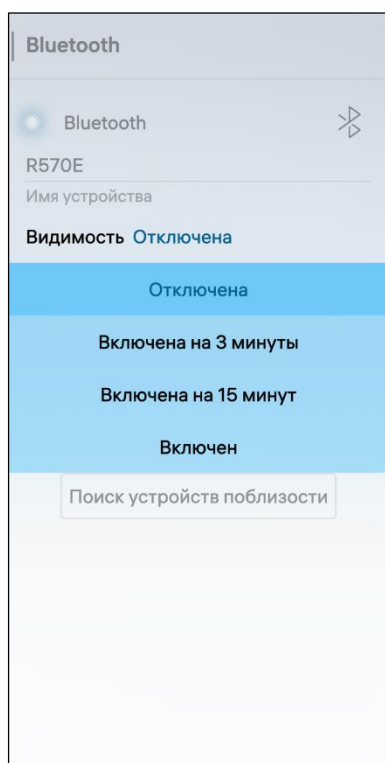 Bluetooth
Bluetooth
R570E
Имя устройства
Видимость Отключена
Отключена
Включена на 3 минуты
Включена на 15 минут
Включен
Поиск устройств поблизости